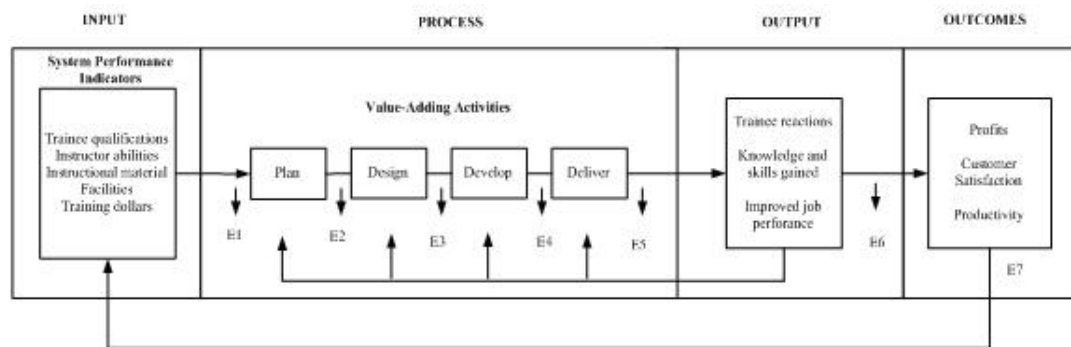 INPUT
PROCESS
OUTPUT
OUTCOMES
System Performance
Indicators
Trainee qualifications
Instructor abilities
Instructional material
Facilities
Training dollars
Value-Adding Activities
Plan
Design
Develop
Deliver
E1
E2
E3
E4
E5
Trainee reactions
Knowledge and
skills gained
Improved job
perforance
E6
Profits
Customer
Satisfaction
Productivity
E7